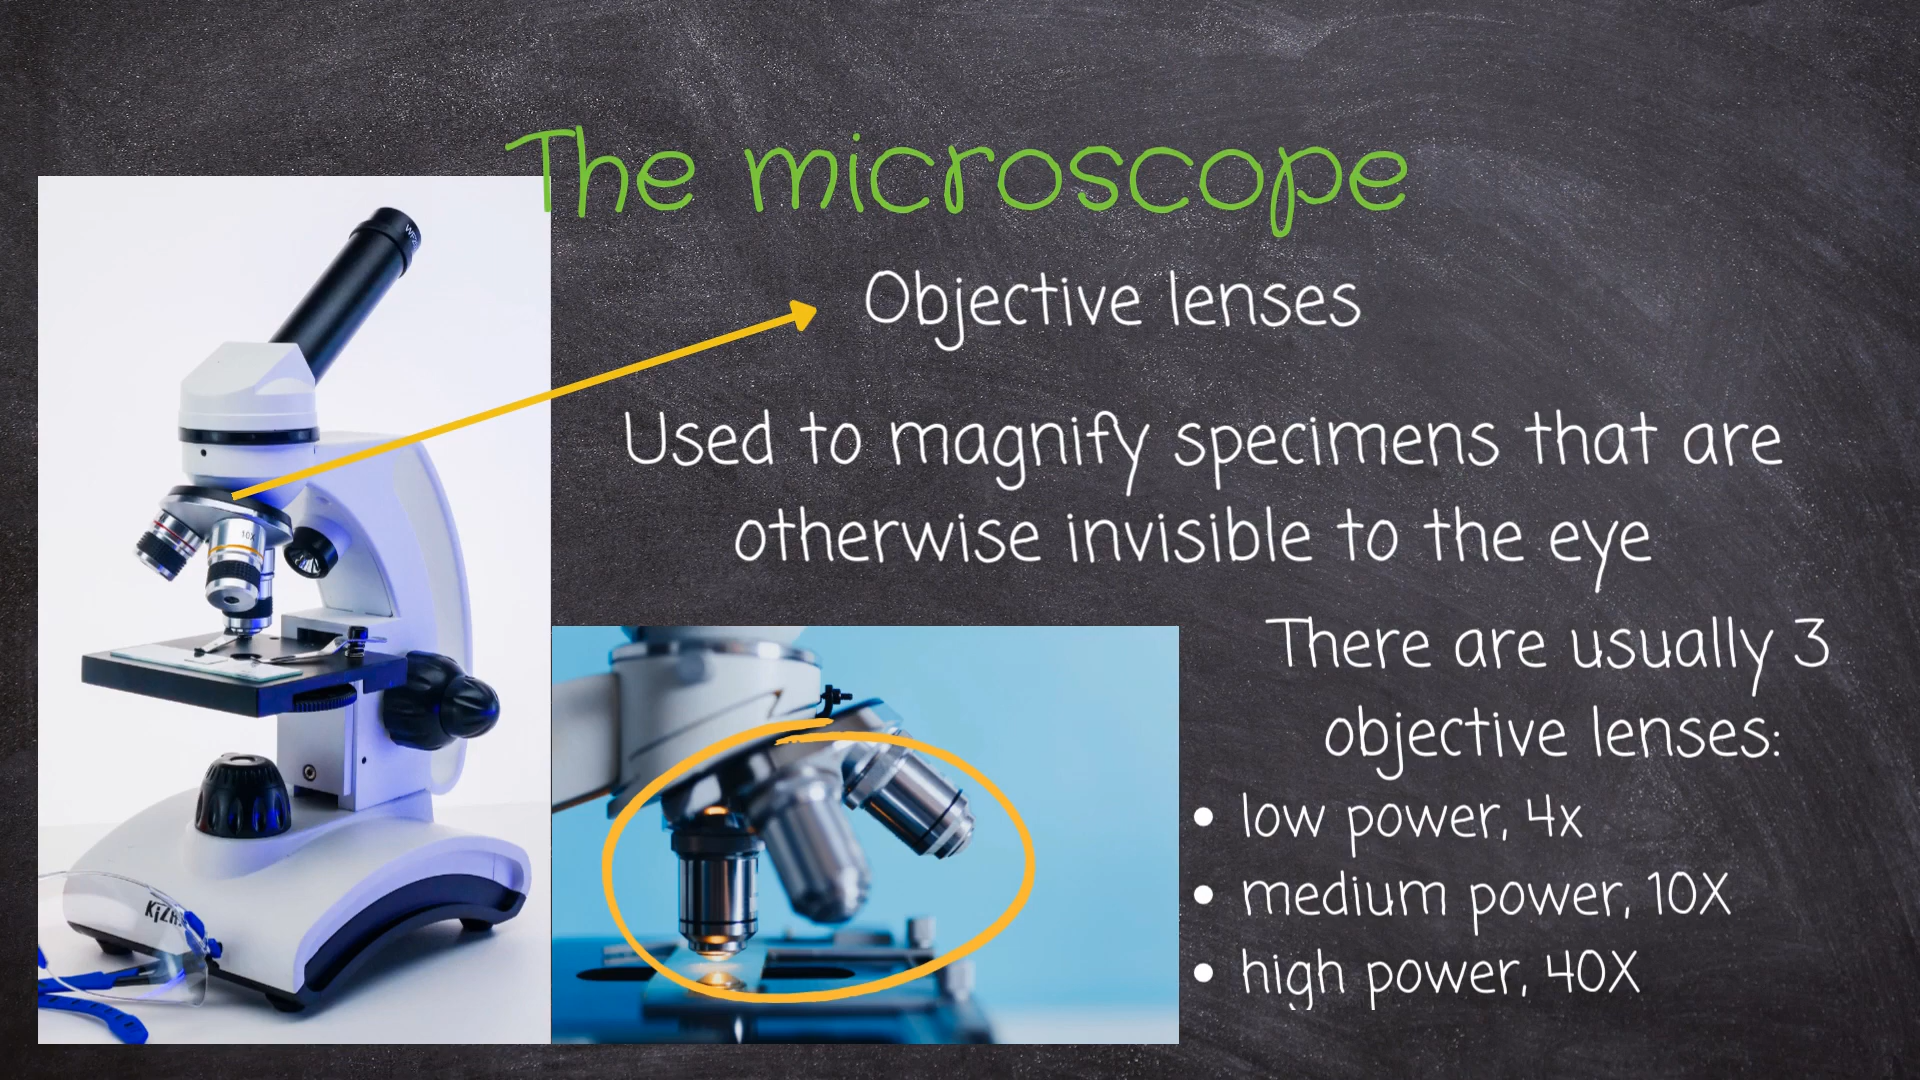 The microscope
Objective lenses
Used to magnify specimens that are
otherwise invisible to the eye
There are usually 3
objective lenses:
• low power, 4x
• medium power, 10X
• high power, 40X
10X